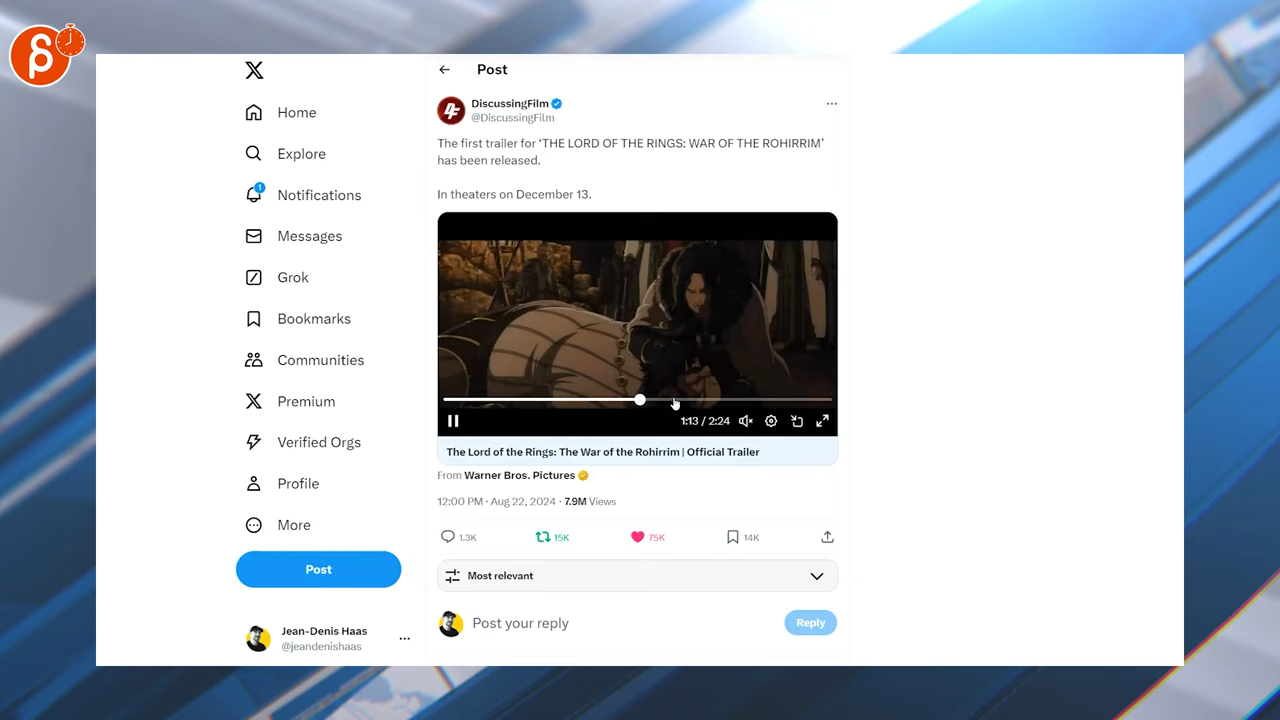 Post
Home
Explore
1
Notifications
Messages
Grok
Bookmarks
Communities
Premium
Verified Orgs
Profile
More
Post
Jean-Denis Haas
@jeandenishaas
DiscussingFilm
@DiscussingFilm
The first trailer for ‘THE LORD OF THE RINGS: WAR OF THE ROHIRRIM’
has been released.
In theaters on December 13.
1:13 / 2:24
The Lord of the Rings: The War of the Rohirrim | Official Trailer
From Warner Bros. Pictures
12:00 PM · Aug 22, 2024 · 7.9M Views
1.3K 15K 75K 14K
Most relevant
Post your reply Reply